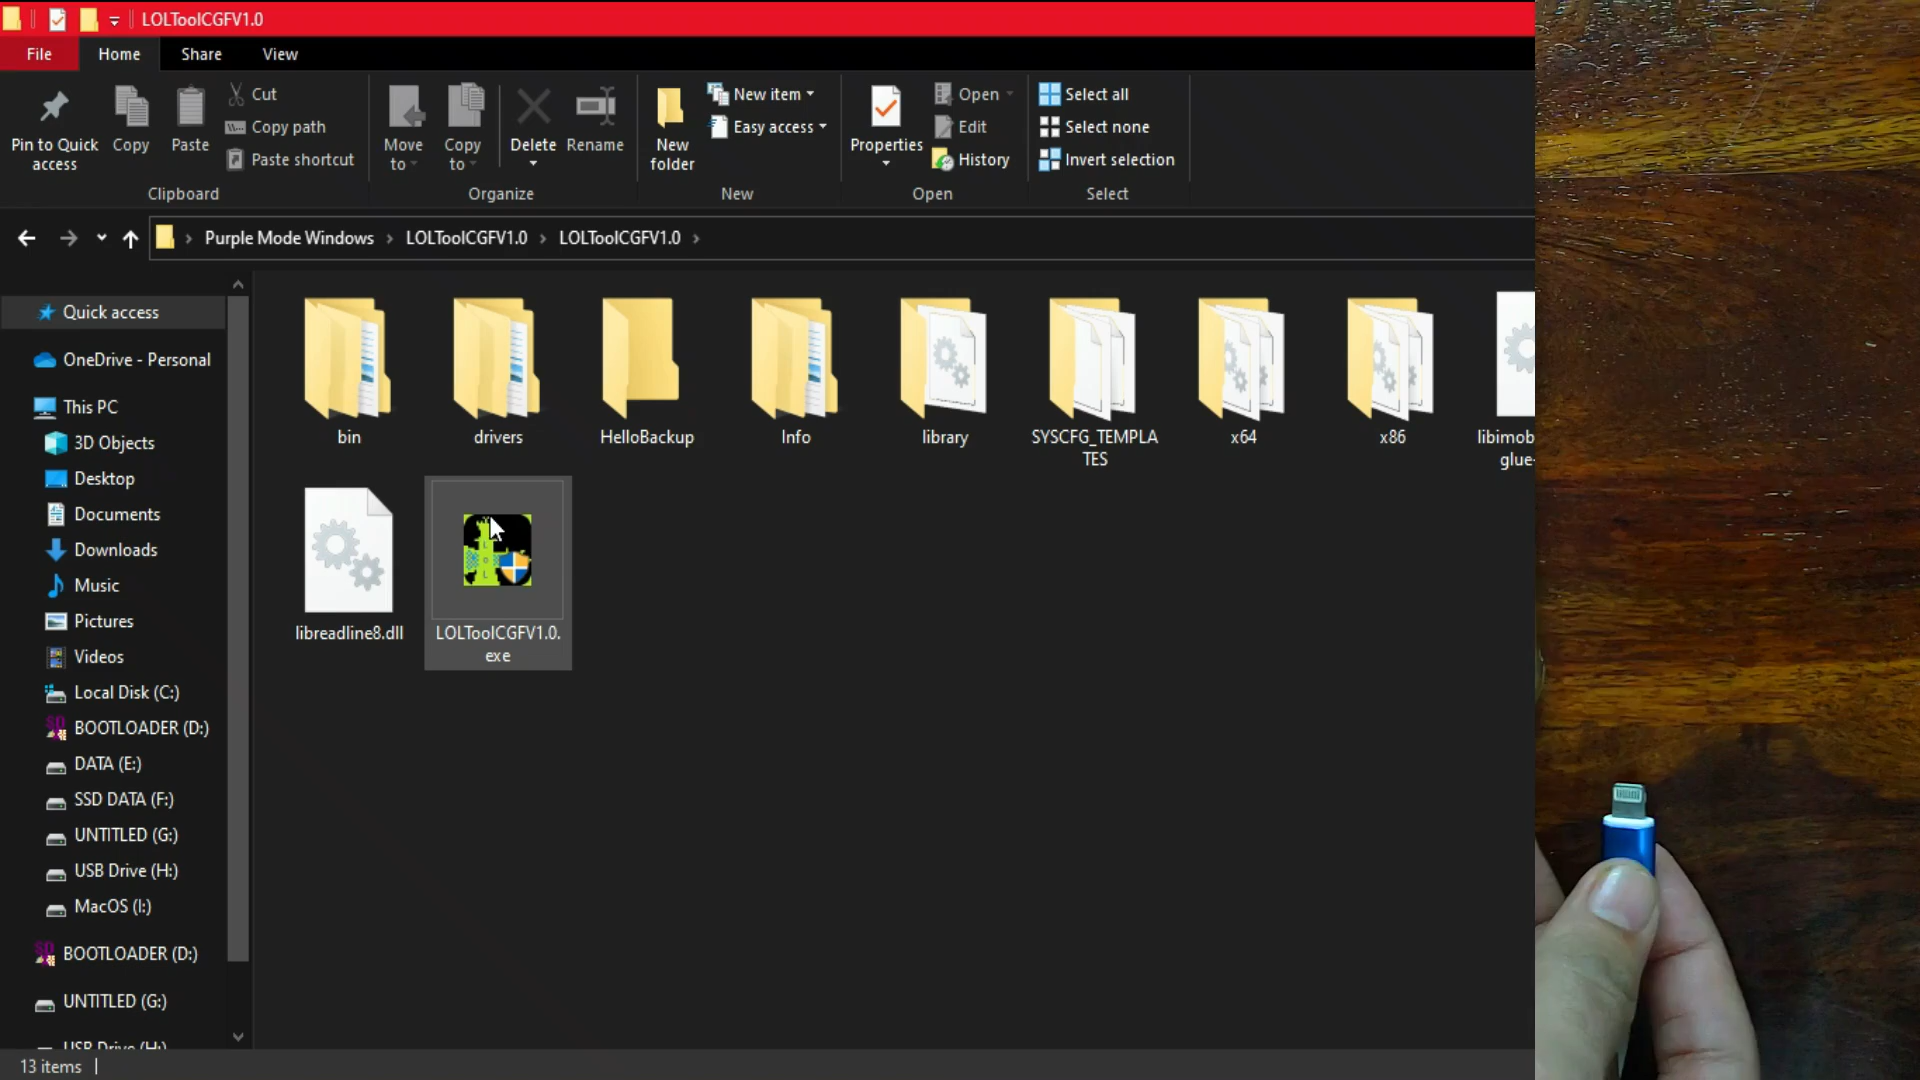 LOLToolCGFV1.0
File
Home
Share
View
Pin to Quick access
Copy
Paste
Cut
Copy path
Paste shortcut
Clipboard
Move to
Copy to
Delete
Rename
Organize
New folder
New item
Easy access
New
Properties
Open
Edit
History
Open
Select all
Select none
Invert selection
Select
Purple Mode Windows › LOLToolCGFV1.0 › LOLToolCGFV1.0 ›
Quick access
OneDrive - Personal
This PC
3D Objects
Desktop
Documents
Downloads
Music
Pictures
Videos
Local Disk (C:)
BOOTLOADER (D:)
DATA (E:)
SSD DATA (F:)
UNTITLED (G:)
USB Drive (H:)
MacOS (I:)
BOOTLOADER (D:)
UNTITLED (G:)
USB Drive (H:)
bin
drivers
HelloBackup
Info
library
SYSCFG_TEMPLA
TES
x64
x86
libimob
glue-
libreadline8.dll
LOLToolCGFV1.0.
exe
13 items